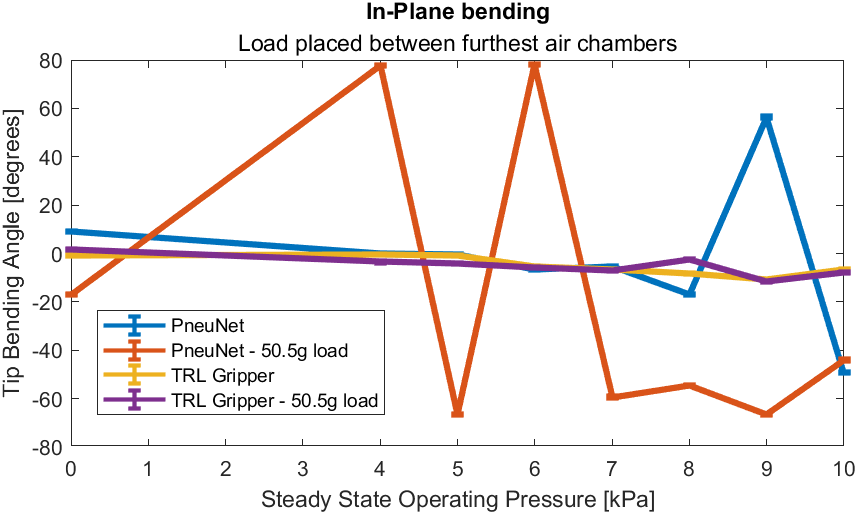 In-Plane bending
Load placed between furthest air chambers
80
60
40
20
0
-20
-40
-60
-80
Tip Bending Angle [degrees]
PneuNet
PneuNet - 50.5g load
TRL Gripper
TRL Gripper - 50.5g load
0 1 2 3 4 5 6 7 8 9 10
Steady State Operating Pressure [kPa]